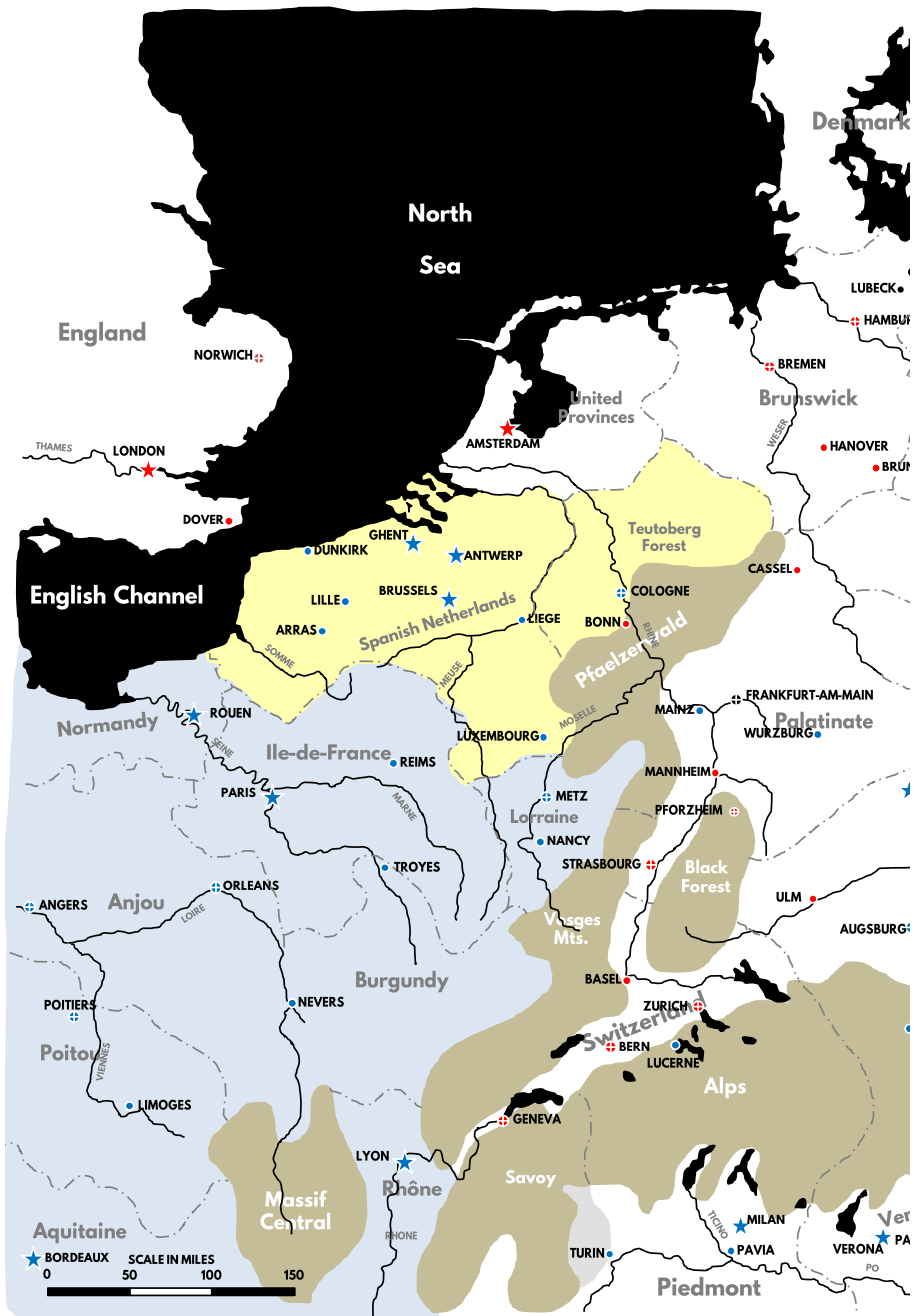 Denmark
North
Sea
LUBECK
HAMBUR
England
NORWICH
BREMEN
United
Provinces
Brunswick
WESER
THAMES
LONDON
AMSTERDAM
HANOVER
BRUN
DOVER
GHENT
DUNKIRK
ANTWERP
Teutoberg
Forest
CASSEL
English Channel
LILLE
BRUSSELS
COLOGNE
Spanish Netherlands
LIEGE
BONN
ARRAS
RHINE
Pfaelzerwald
SOMME
MEUSE
FRANKFURT-AM-MAIN
Normandy
ROUEN
MOSELLE
MAINZ
Palatinate
WURZBURG
SEINE
Ile-de-France
LUXEMBOURG
REIMS
MANNHEIM
PARIS
MARNE
METZ
Lorraine
PFORZHEIM
NANCY
TROYES
STRASBOURG
Black
Forest
ORLEANS
ANGERS
Anjou
LOIRE
ULM
Vosges
Mts.
AUGSBURG
Burgundy
BASEL
POITIERS
NEVERS
ZURICH
Switzerland
Poitou
VIENNES
BERN
LUCERNE
Alps
LIMOGES
GENEVA
LYON
Rhône
Savoy
Massif
Central
Aquitaine
BORDEAUX
SCALE IN MILES
0
50
100
150
RHONE
TICINO
MILAN
Ver
PA
TURIN
PAVIA
VERONA
PO
Piedmont